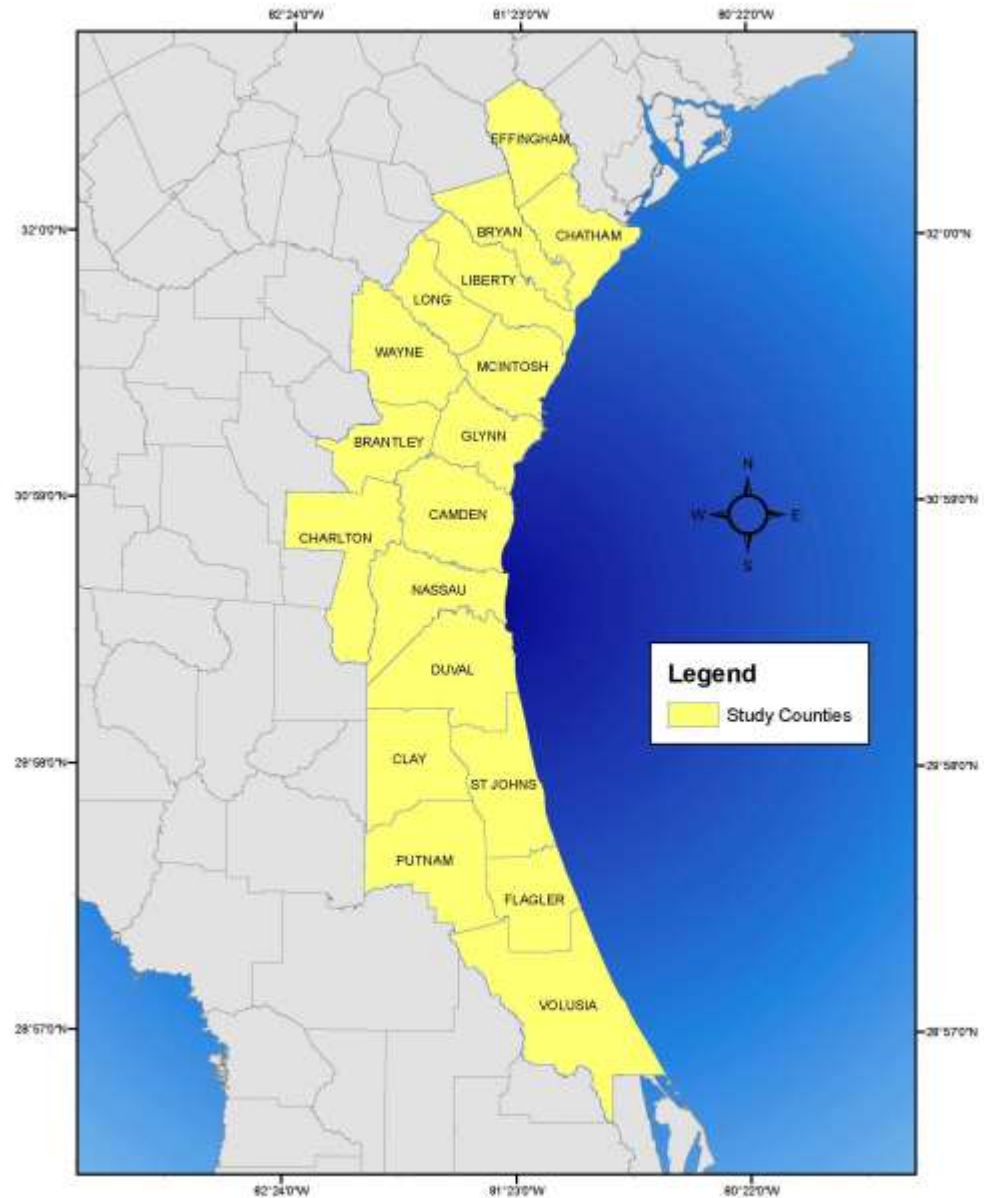 82°24'0"W 81°23'0"W 80°22'0"W
EFFINGHAM
32°0'0"N BRYAN CHATHAM 32°0'0"N
LIBERTY
LONG
WAYNE
MCINTOSH
GLYNN
BRANTLEY
N
30°59'0"N 30°59'0"N
CAMDEN W E
CHARLTON
S
NASSAU
DUVAL
Legend
Study Counties
CLAY
29°58'0"N 29°58'0"N
ST JOHNS
PUTNAM
FLAGLER
VOLUSIA
28°57'0"N 28°57'0"N
82°24'0"W 81°23'0"W 80°22'0"W